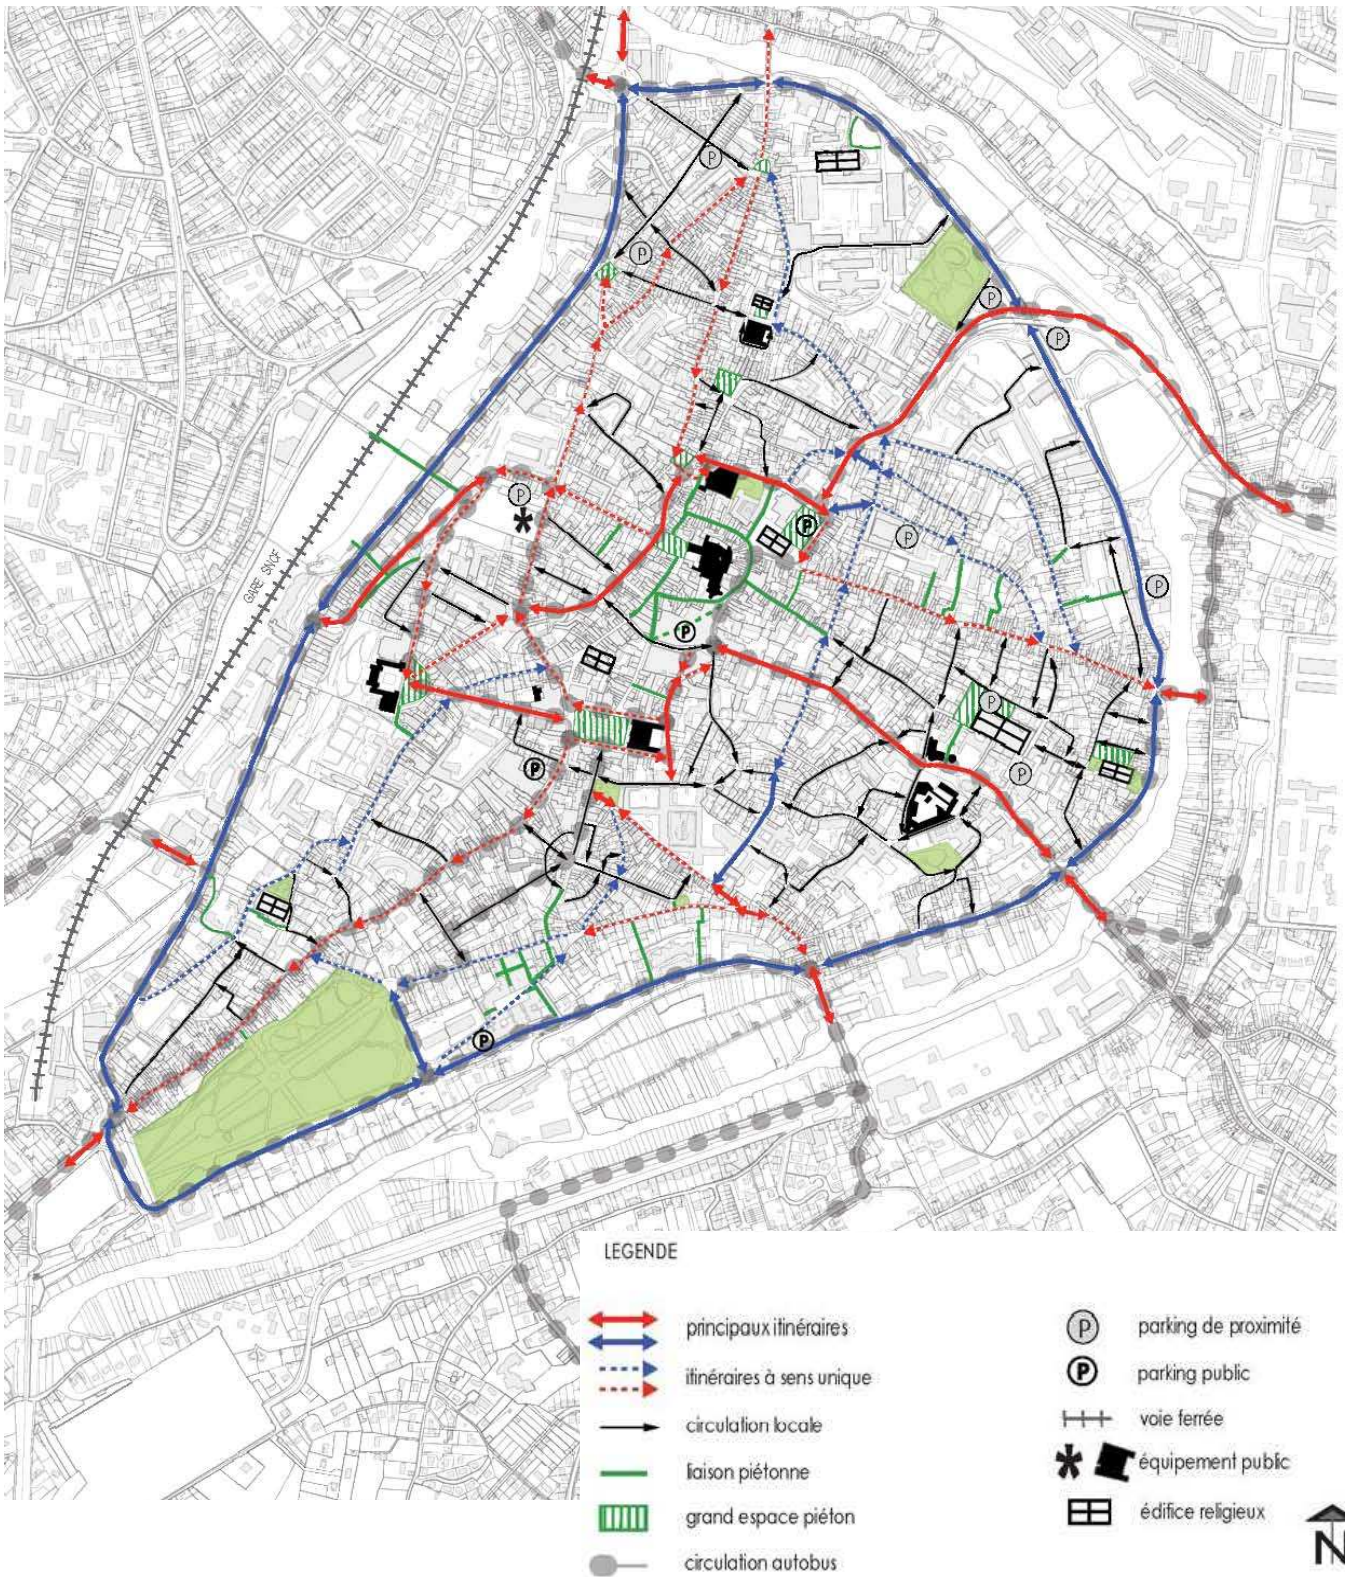 P
P
P
P
P
GARE SNCF
P
P
P
P
P
P
P
P
P
P
LEGENDE
principaux itinéraires
itinéraires à sens unique
circulation locale
liaison piétonne
grand espace piéton
circulation autobus
P parking de proximité
P parking public
voie ferrée
équipement public
édifice religieux
N